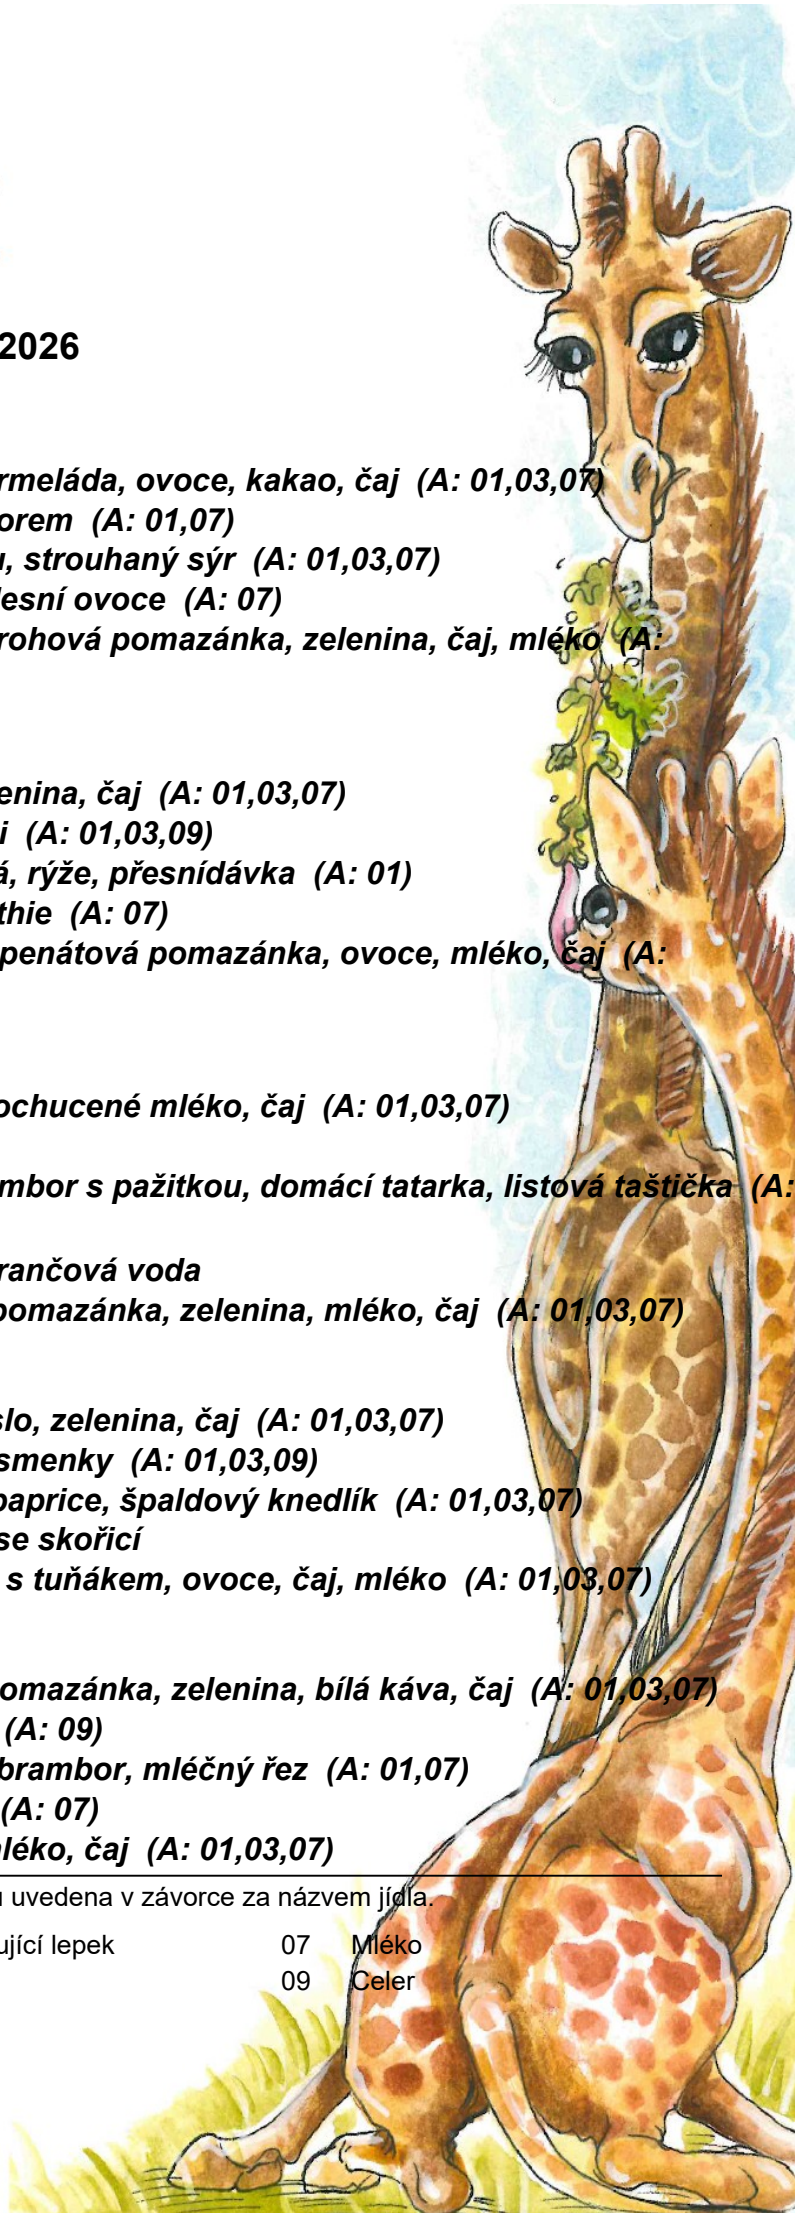 2026
rmeláda, ovoce, kakao, čaj (A: 01,03,07)
orem (A: 01,07)
u, strouhaný sýr (A: 01,03,07)
lesní ovoce (A: 07)
rohová pomazánka, zelenina, čaj, mléko (A:
enina, čaj (A: 01,03,07)
i (A: 01,03,09)
á, rýže, přesnídávka (A: 01)
thie (A: 07)
penátová pomazánka, ovoce, mléko, čaj (A:
ochucené mléko, čaj (A: 01,03,07)
mbor s pažitkou, domácí tatarka, listová taštička (A:
rančová voda
pomazánka, zelenina, mléko, čaj (A: 01,03,07)
slo, zelenina, čaj (A: 01,03,07)
smenky (A: 01,03,09)
paprice, špaldový knedlík (A: 01,03,07)
se skořicí
s tuňákem, ovoce, čaj, mléko (A: 01,03,07)
omazánka, zelenina, bílá káva, čaj (A: 01,03,07)
(A: 09)
brambor, mléčný řez (A: 01,07)
(A: 07)
léko, čaj (A: 01,03,07)
u uvedena v závorce za názvem jídla.
ující lepek 07 Mléko
09 Celer